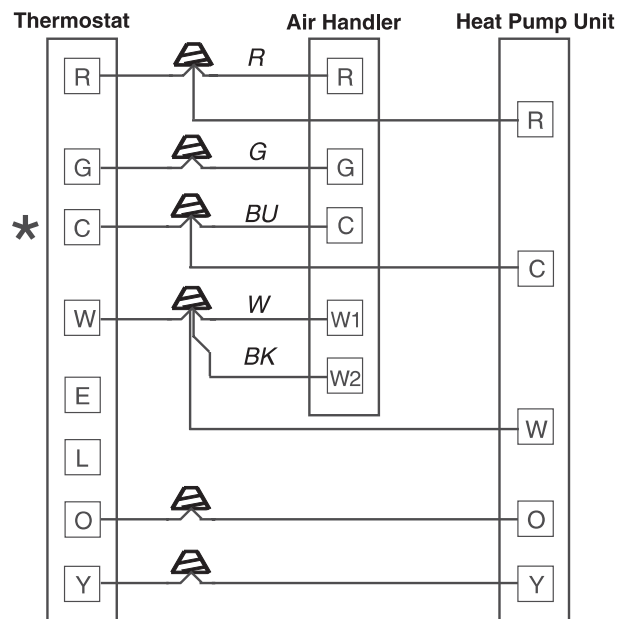 Thermostat Air Handler Heat Pump Unit
R R R
R
G G G
* C BU C
C
W W W1
BK W2
E
W
L
O O
Y Y